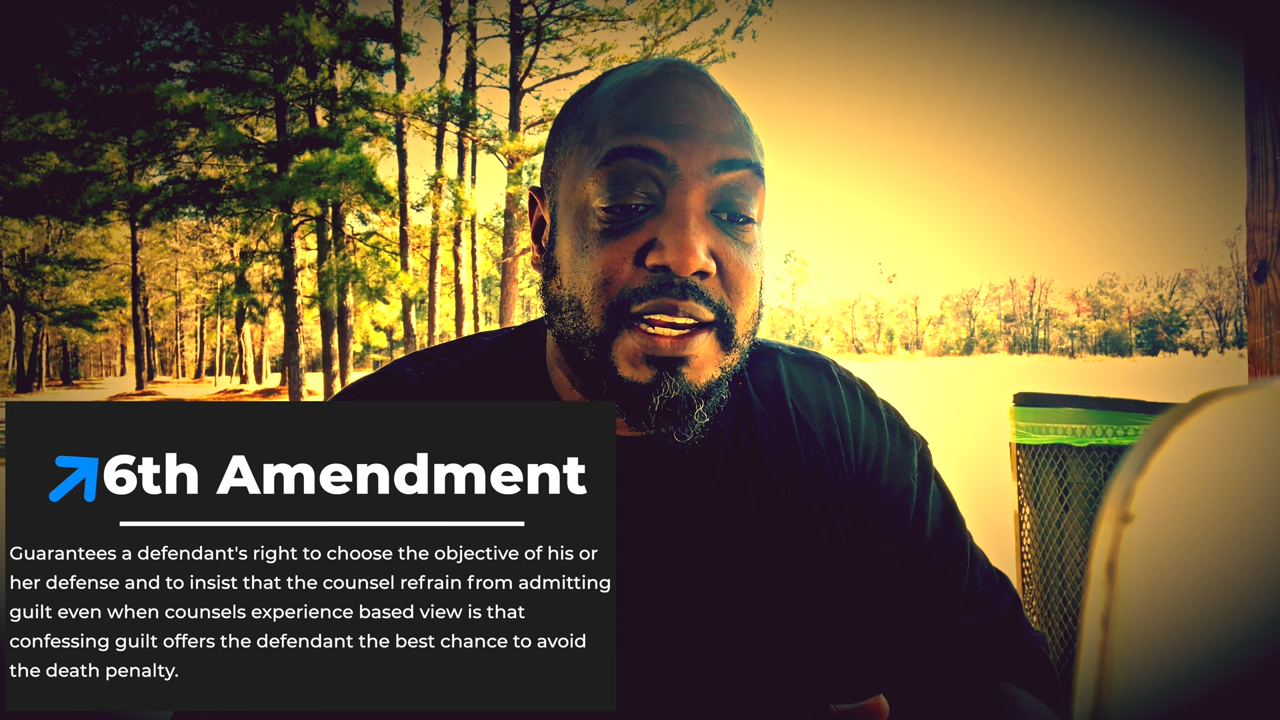 6th Amendment
Guarantees a defendant's right to choose the objective of his or
her defense and to insist that the counsel refrain from admitting
guilt even when counsels experience based view is that
confessing guilt offers the defendant the best chance to avoid
the death penalty.